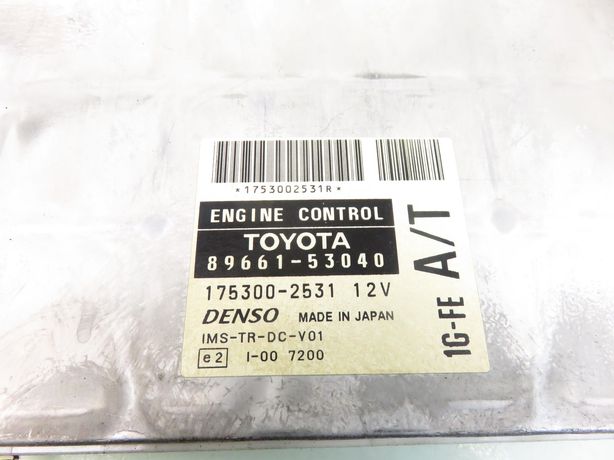 *1753002531R*
ENGINE CONTROL
TOYOTA
89661-53040
175300-2531 12V
DENSO MADE IN JAPAN
IMS-TR-DC-V01
e2 I-00 7200
1G-FE A/T